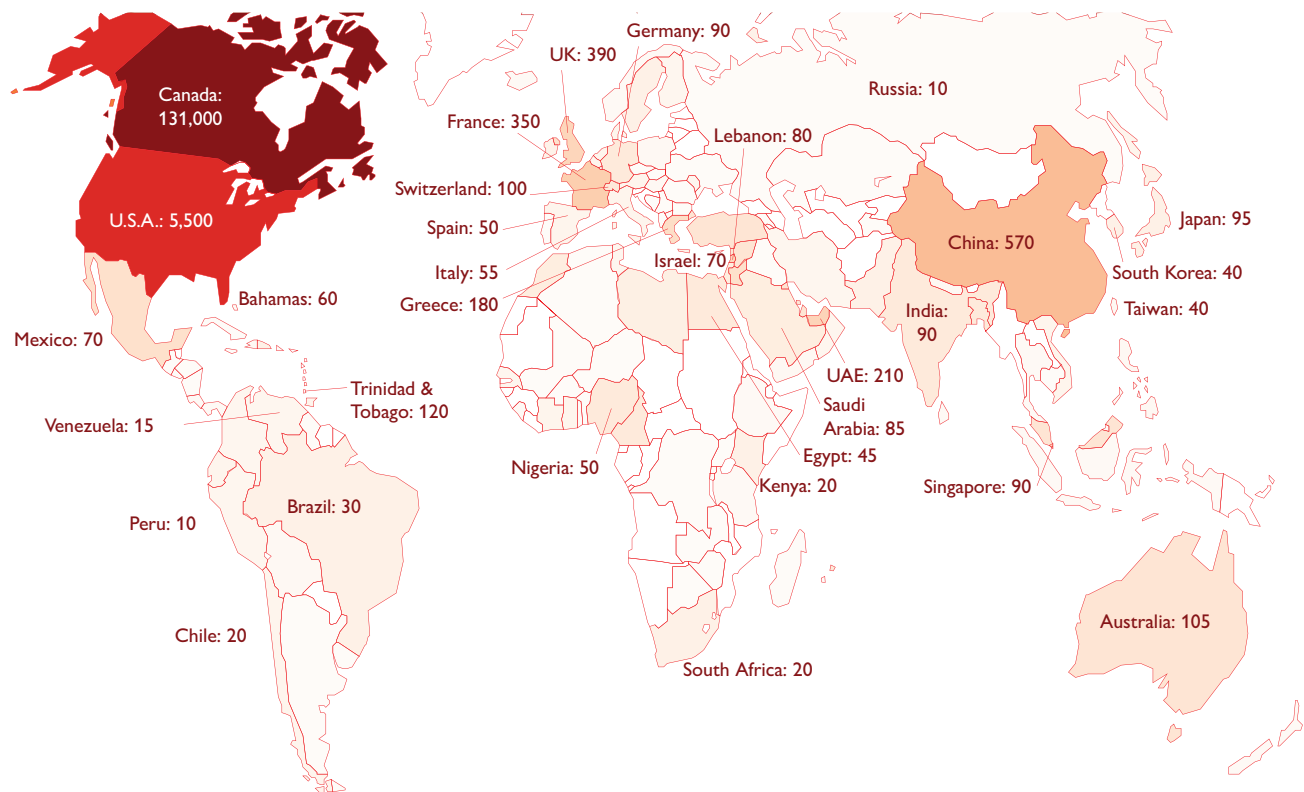 Germany: 90
UK: 390
Canada:
131,000
Russia: 10
France: 350
Lebanon: 80
Switzerland: 100
U.S.A.: 5,500
Spain: 50
Japan: 95
China: 570
Italy: 55
Israel: 70
South Korea: 40
Bahamas: 60
Greece: 180
Taiwan: 40
India:
90
Mexico: 70
UAE: 210
Trinidad &
Tobago: 120
Saudi
Arabia: 85
Venezuela: 15
Egypt: 45
Nigeria: 50
Kenya: 20
Singapore: 90
Brazil: 30
Peru: 10
Australia: 105
Chile: 20
South Africa: 20